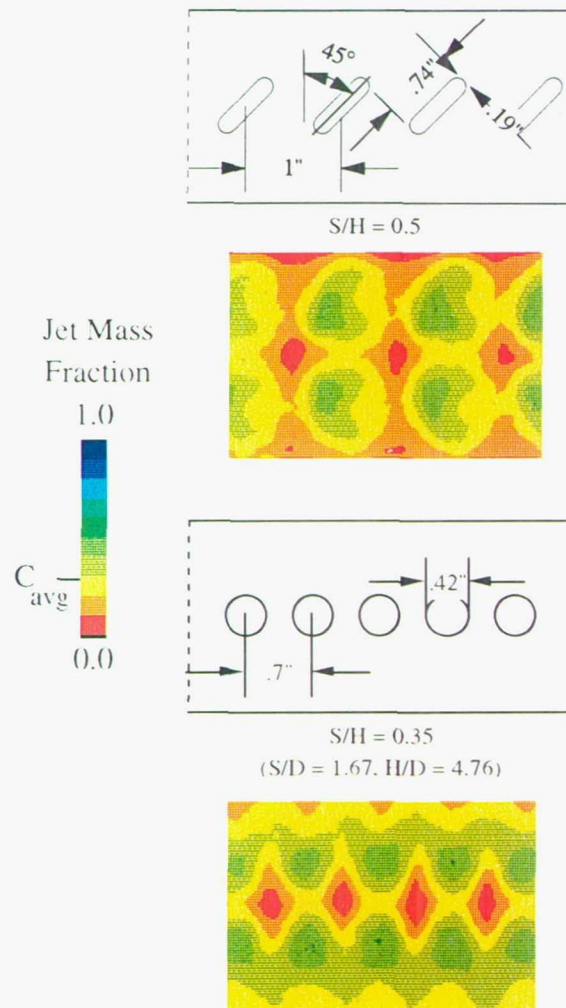 45°
.74"
.19"
1"
S/H = 0.5
Jet Mass
Fraction
1.0
C avg
0.0
.42"
.7"
S/H = 0.35
(S/D = 1.67, H/D = 4.76)